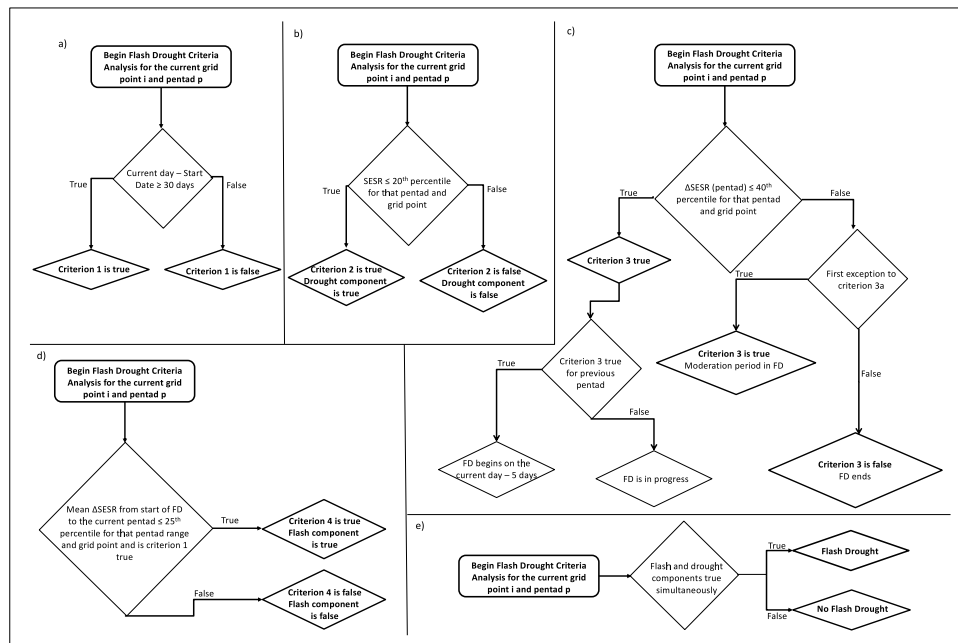 a)
Begin Flash Drought Criteria
Analysis for the current grid
point i and pentad p
Current day – Start
Date ≥ 30 days
True
False
Criterion 1 is true
Criterion 1 is false
b)
Begin Flash Drought Criteria
Analysis for the current grid
point i and pentad p
SESR ≤ 20th percentile
for that pentad and
grid point
True
False
Criterion 2 is true
Drought component
is true
Criterion 2 is false
Drought component
is false
c)
Begin Flash Drought Criteria
Analysis for the current grid
point i and pentad p
ΔSESR (pentad) ≤ 40th
percentile for that pentad
and grid point
True
False
Criterion 3 true
First exception to
criterion 3a
True
False
Criterion 3 is true
Moderation period in FD
Criterion 3 true
for previous
pentad
True
False
FD begins on the
current day – 5 days
FD is in progress
Criterion 3 is false
FD ends
d)
Begin Flash Drought Criteria
Analysis for the current grid
point i and pentad p
Mean ΔSESR from start of FD
to the current pentad ≤ 25th
percentile for that pentad range
and grid point and is criterion 1
true
True
False
Criterion 4 is true
Flash component
is true
Criterion 4 is false
Flash component
is false
e)
Begin Flash Drought Criteria
Analysis for the current grid
point i and pentad p
Flash and drought
components true
simultaneously
True
False
Flash Drought
No Flash Drought